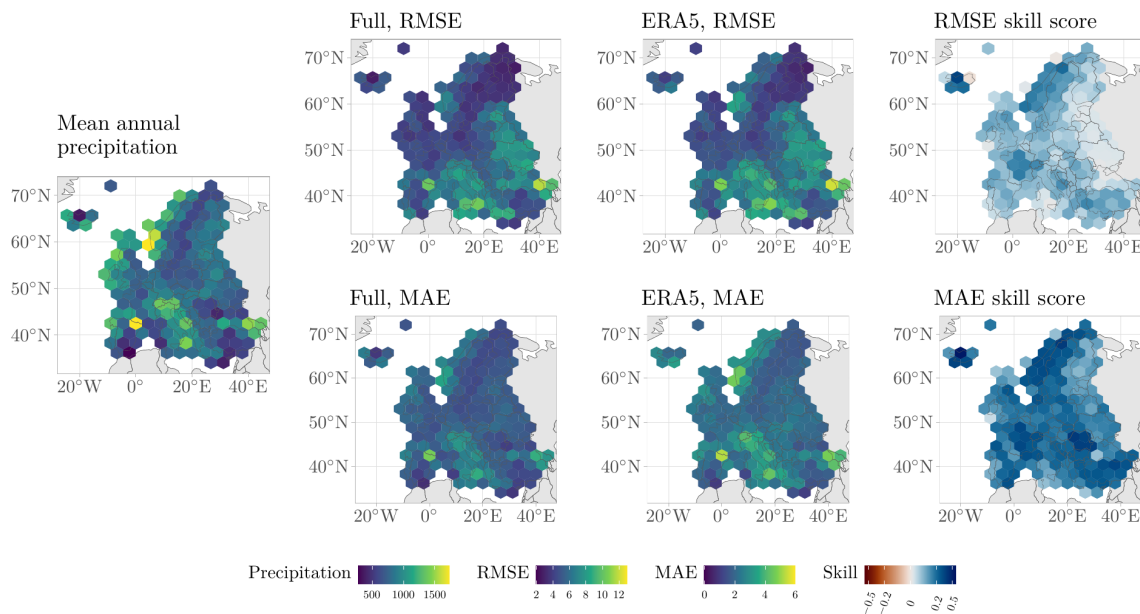 Full, RMSE
ERA5, RMSE
RMSE skill score
70°N
60°N
50°N
40°N
20°W
0°
20°E
40°E
70°N
60°N
50°N
40°N
20°W
0°
20°E
40°E
70°N
60°N
50°N
40°N
20°W
0°
20°E
40°E
Mean annual
precipitation
70°N
60°N
50°N
40°N
20°W
0°
20°E
40°E
Full, MAE
ERA5, MAE
MAE skill score
70°N
60°N
50°N
40°N
20°W
0°
20°E
40°E
70°N
60°N
50°N
40°N
20°W
0°
20°E
40°E
70°N
60°N
50°N
40°N
20°W
0°
20°E
40°E
Precipitation
500 1000 1500
RMSE
2 4 6 8 10 12
MAE
0 2 4 6
Skill
-0.5 -0.2 0 0.2 0.5